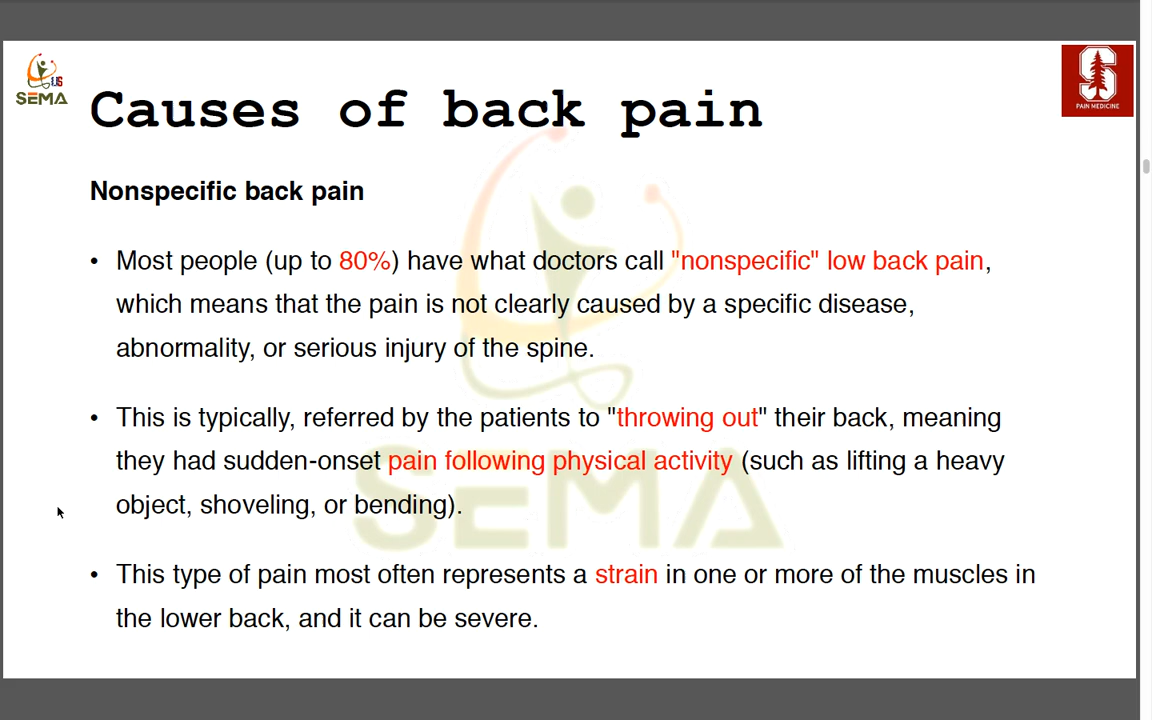 US
SEMA
S
PAIN MEDICINE
Causes of back pain
Nonspecific back pain
• Most people (up to 80%) have what doctors call "nonspecific" low back pain,
which means that the pain is not clearly caused by a specific disease,
abnormality, or serious injury of the spine.
• This is typically, referred by the patients to "throwing out" their back, meaning
they had sudden-onset pain following physical activity (such as lifting a heavy
object, shoveling, or bending).
• This type of pain most often represents a strain in one or more of the muscles in
the lower back, and it can be severe.
SEMA